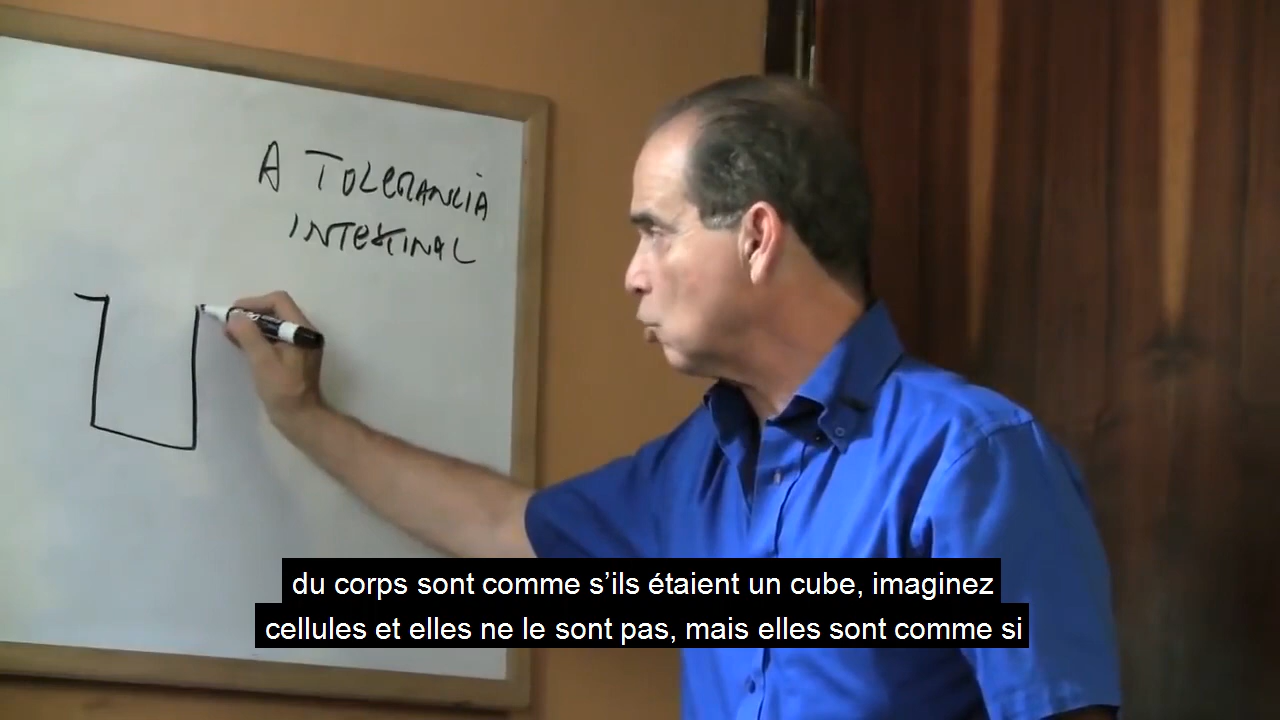 A TOLERANCIA
INTESTINAL
du corps sont comme s’ils étaient un cube, imaginez
cellules et elles ne le sont pas, mais elles sont comme si